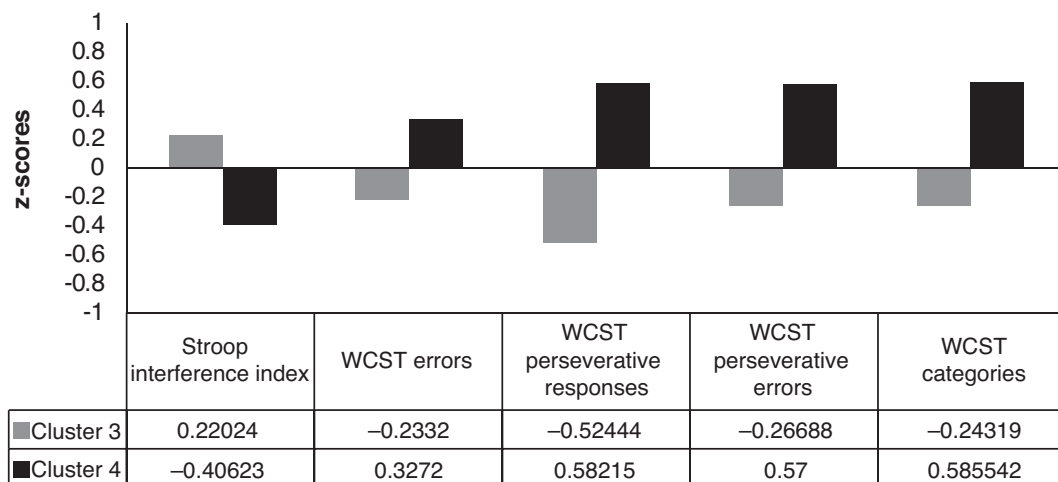 z-scores
1
0.8
0.6
0.4
0.2
0
-0.2
-0.4
-0.6
-0.8
-1
Stroop
interference index
WCST errors
WCST
perseverative
responses
WCST
perseverative
errors
WCST
categories
Cluster 3 0.22024 –0.2332 –0.52444 –0.26688 –0.24319
Cluster 4 –0.40623 0.3272 0.58215 0.57 0.585542